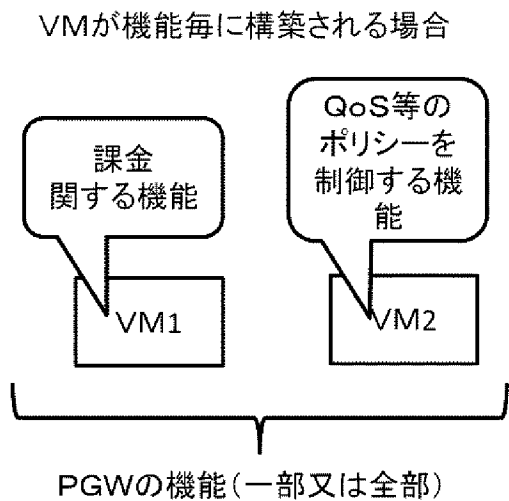 VMが機能毎に構築される場合
課金
関する機能
QoS等の
ポリシーを
制御する機
能
VM1
VM2
PGWの機能(一部又は全部)